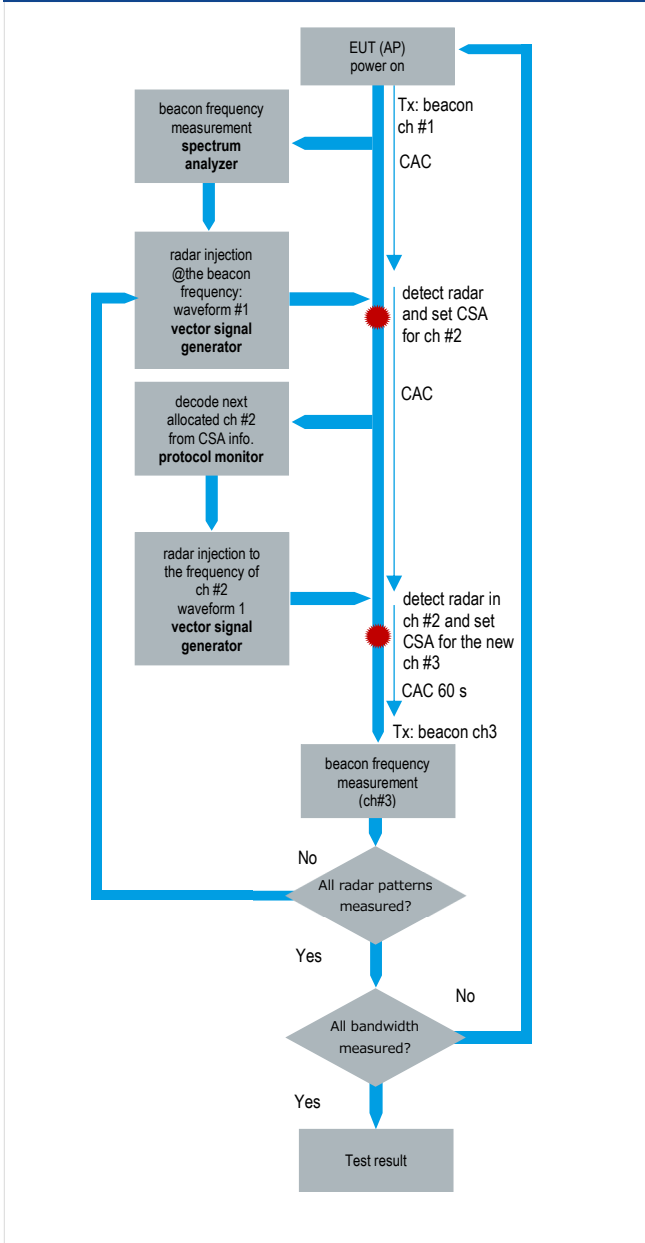 EUT (AP)
power on
Tx: beacon
ch #1
CAC
beacon frequency
measurement
spectrum
analyzer
radar injection
@the beacon
frequency:
waveform #1
vector signal
generator
detect radar
and set CSA
for ch #2
CAC
decode next
allocated ch #2
from CSA info.
protocol monitor
radar injection to
the frequency of
ch #2
waveform 1
vector signal
generator
detect radar in
ch #2 and set
CSA for the new
ch #3
CAC 60 s
Tx: beacon ch3
beacon frequency
measurement
(ch#3)
No
All radar patterns
measured?
Yes
No
All bandwidth
measured?
Yes
Test result